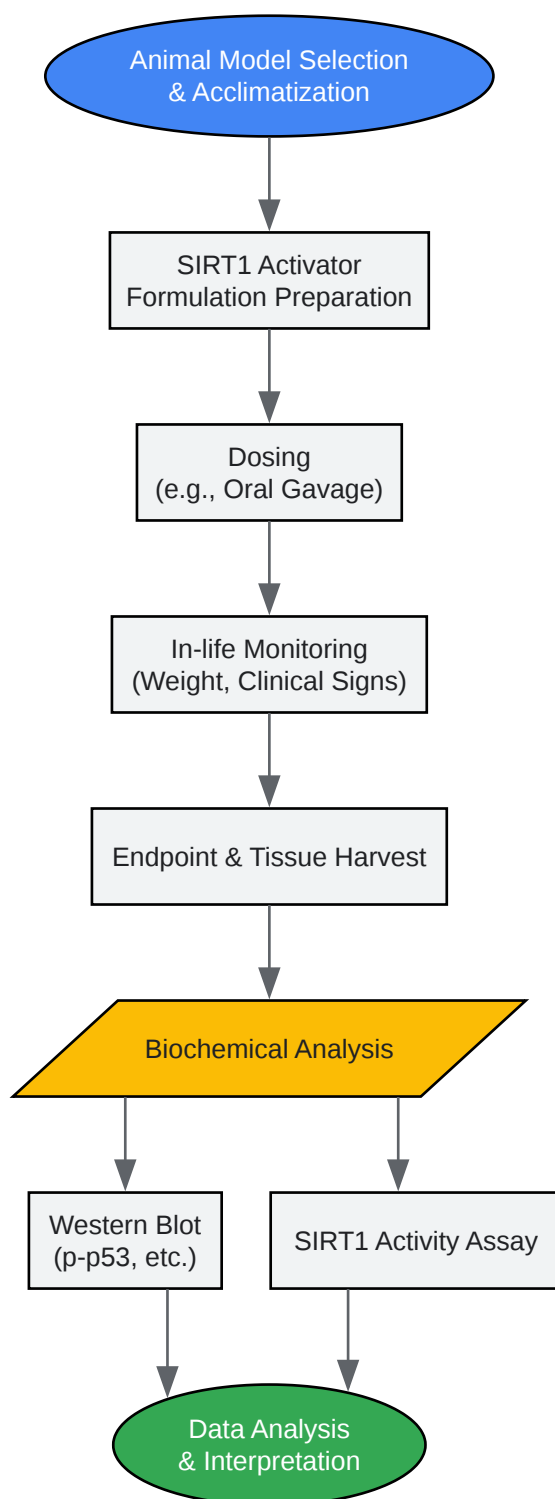 Animal Model Selection
& Acclimatization
SIRT1 Activator
Formulation Preparation
Dosing
(e.g., Oral Gavage)
In-life Monitoring
(Weight, Clinical Signs)
Endpoint & Tissue Harvest
Biochemical Analysis
Western Blot
(p-p53, etc.)
SIRT1 Activity Assay
Data Analysis
& Interpretation